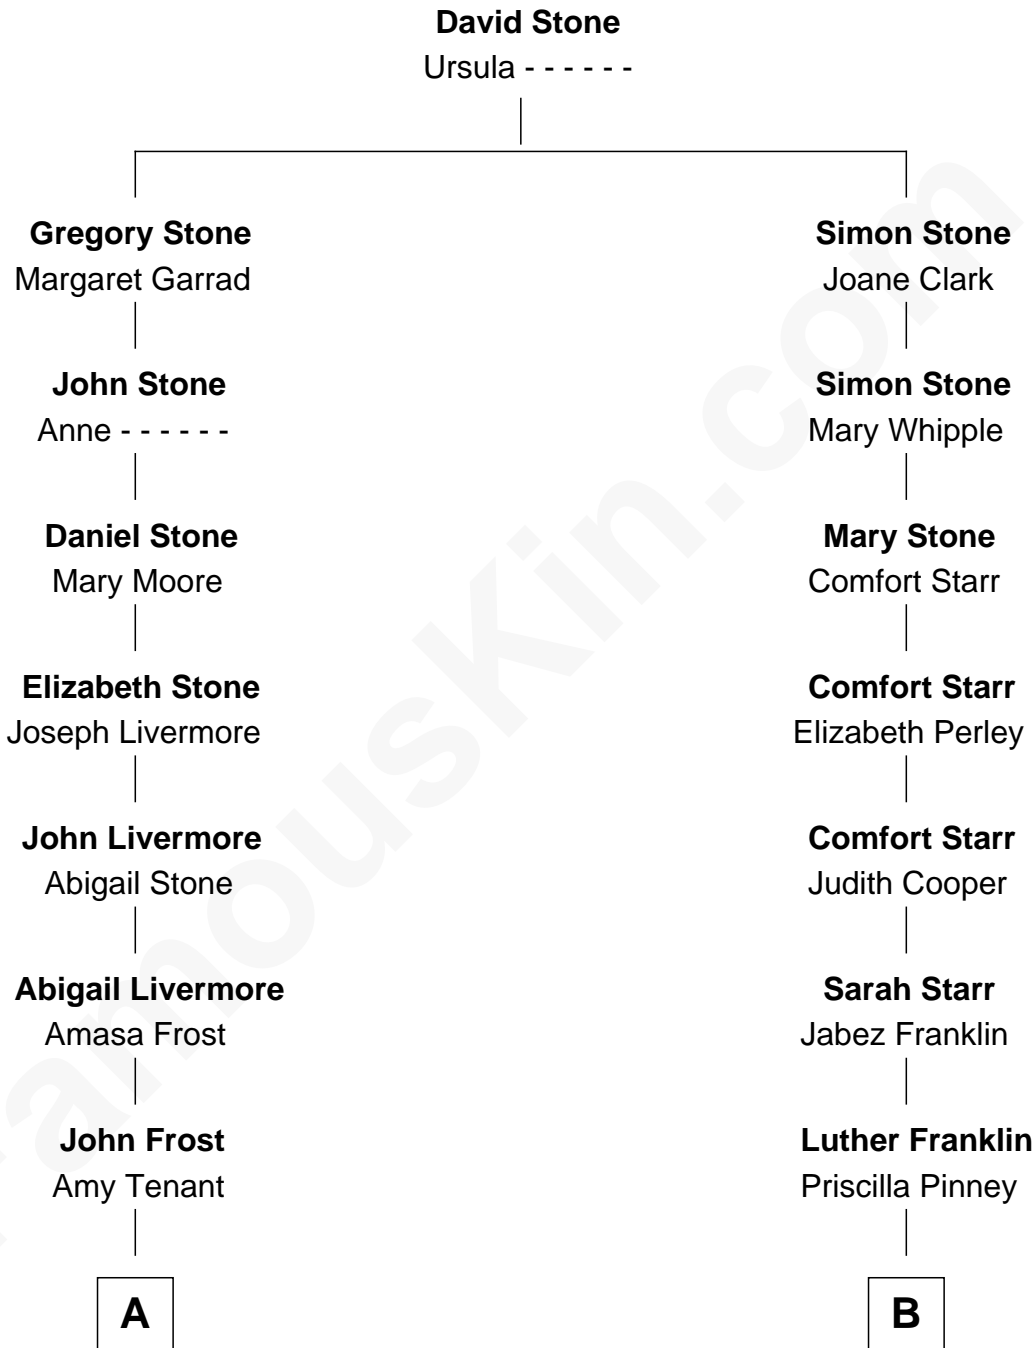 David Stone
Ursula - - - - - -
Gregory Stone
Margaret Garrad
Simon Stone
Joane Clark
John Stone
Anne - - - - - -
Simon Stone
Mary Whipple
Daniel Stone
Mary Moore
Mary Stone
Comfort Starr
Elizabeth Stone
Joseph Livermore
Comfort Starr
Elizabeth Perley
John Livermore
Abigail Stone
Comfort Starr
Judith Cooper
Abigail Livermore
Amasa Frost
Sarah Starr
Jabez Franklin
John Frost
Amy Tenant
Luther Franklin
Priscilla Pinney
A
B
FamousKin.com